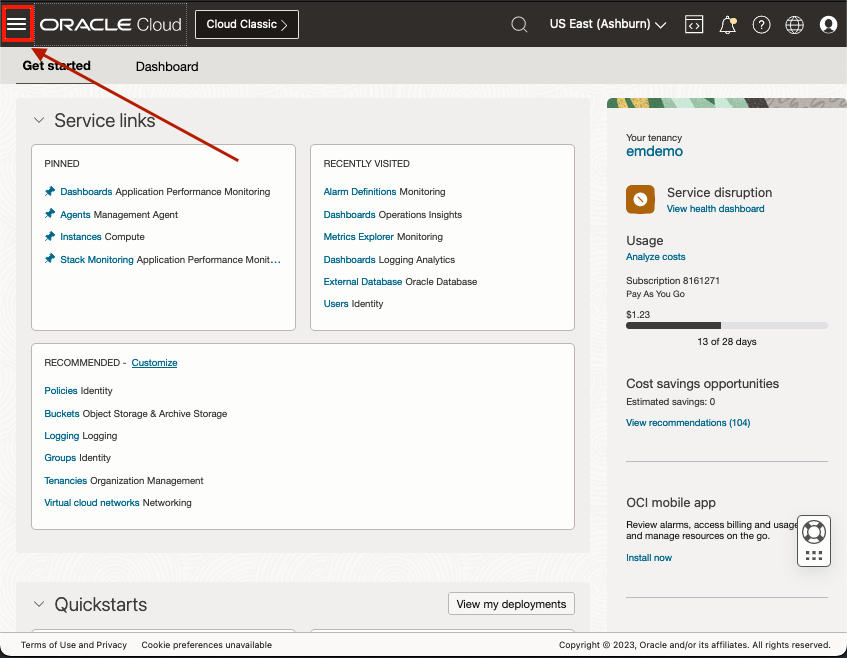 ORACLE Cloud
Cloud Classic
US East (Ashburn)
Get started
Dashboard
Service links
PINNED
Dashboards Application Performance Monitoring
Agents Management Agent
Instances Compute
Stack Monitoring Application Performance Monit...
RECENTLY VISITED
Alarm Definitions Monitoring
Dashboards Operations Insights
Metrics Explorer Monitoring
Dashboards Logging Analytics
External Database Oracle Database
Users Identity
RECOMMENDED - Customize
Policies Identity
Buckets Object Storage & Archive Storage
Logging Logging
Groups Identity
Tenancies Organization Management
Virtual cloud networks Networking
Quickstarts
View my deployments
Your tenancy
emdemo
Service disruption
View health dashboard
Usage
Analyze costs
Subscription 8161271
Pay As You Go
$1.23
13 of 28 days
Cost savings opportunities
Estimated savings: 0
View recommendations (104)
OCI mobile app
Review alarms, access billing and usage
and manage resources on the go.
Install now
Terms of Use and Privacy
Cookie preferences unavailable
Copyright © 2023, Oracle and/or its affiliates. All rights reserved.